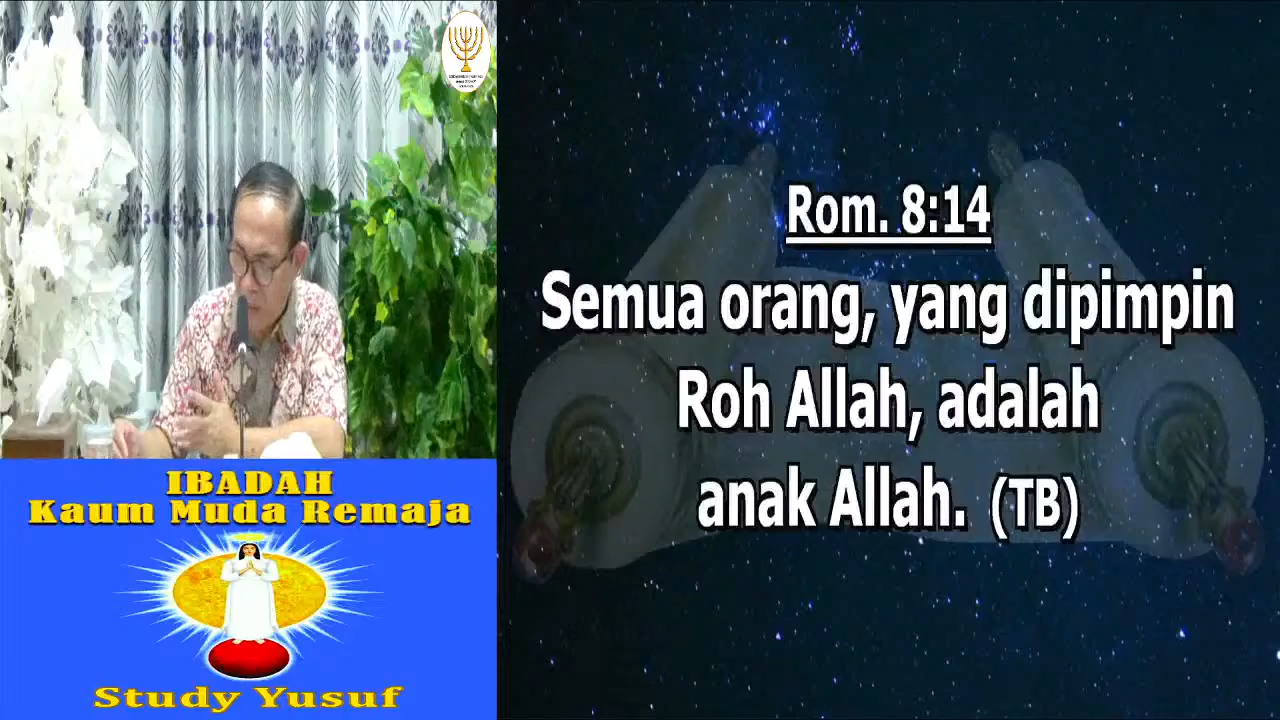 IBADAH
Kaum Muda Remaja
Study Yusuf
Rom. 8:14
Semua orang, yang dipimpin
Roh Allah, adalah
anak Allah. (TB)